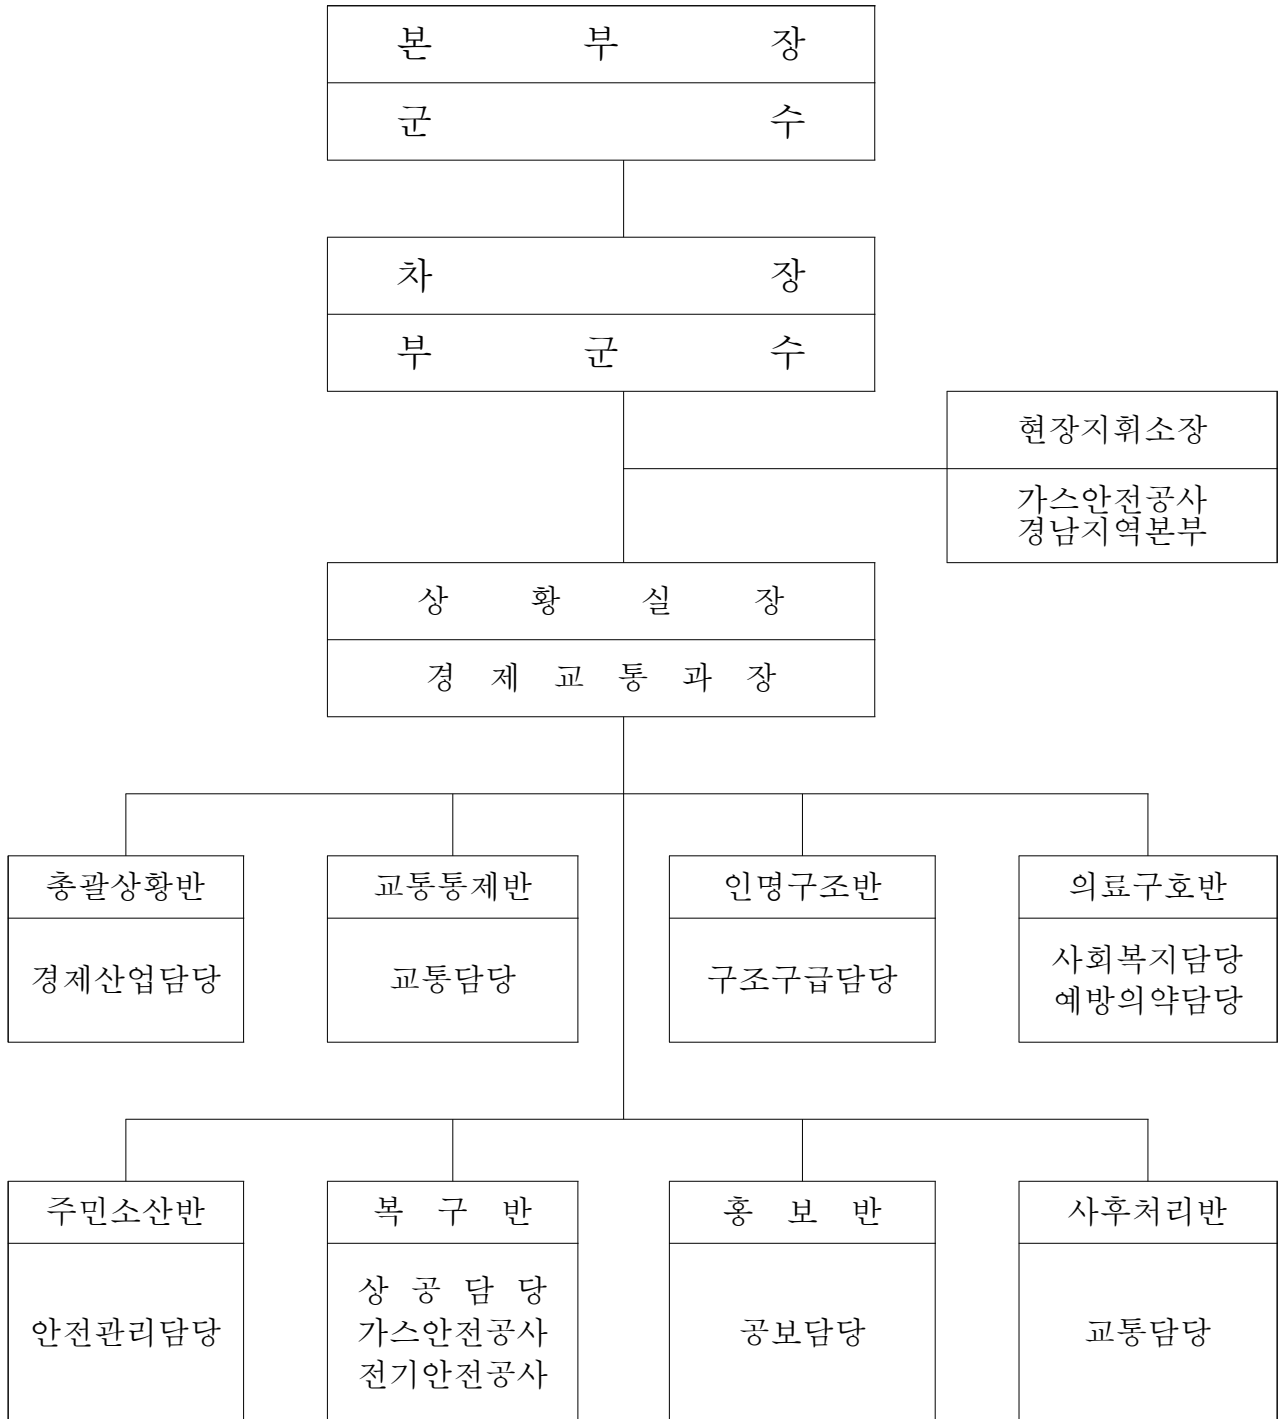 본 부 장
군 수
차 장
부 군 수
현장지휘소장
가스안전공사
경남지역본부
상 황 실 장
경 제 교 통 과 장
총괄상황반
교통통제반
인명구조반
의료구호반
경제산업담당
교통담당
구조구급담당
사회복지담당
예방의약담당
주민소산반
복 구 반
홍 보 반
사후처리반
안전관리담당
상 공 담 당
가스안전공사
전기안전공사
공보담당
교통담당